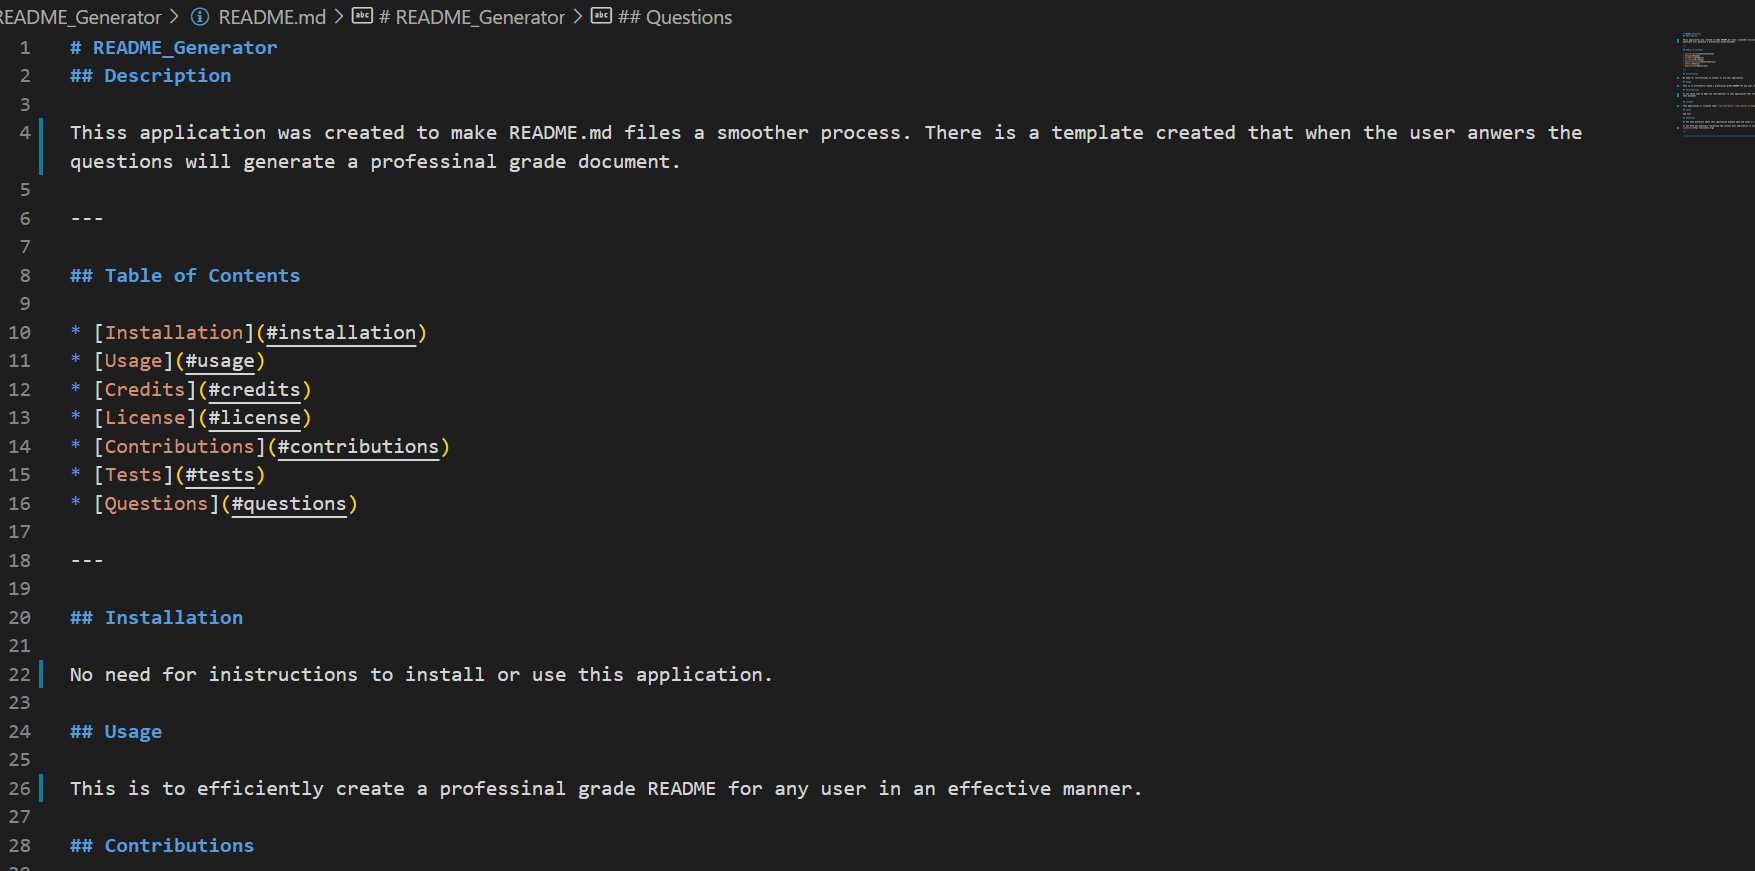 README_Generator > README.md > # README_Generator > ## Questions
1 # README_Generator
2 ## Description
3
4 Thiss application was created to make README.md files a smoother process. There is a template created that when the user anwers the
questions will generate a professinal grade document.
5
6 ---
7
8 ## Table of Contents
9
10 * [Installation](#installation)
11 * [Usage](#usage)
12 * [Credits](#credits)
13 * [License](#license)
14 * [Contributions](#contributions)
15 * [Tests](#tests)
16 * [Questions](#questions)
17
18 ---
19
20 ## Installation
21
22 No need for inistructions to install or use this application.
23
24 ## Usage
25
26 This is to efficiently create a professinal grade README for any user in an effective manner.
27
28 ## Contributions